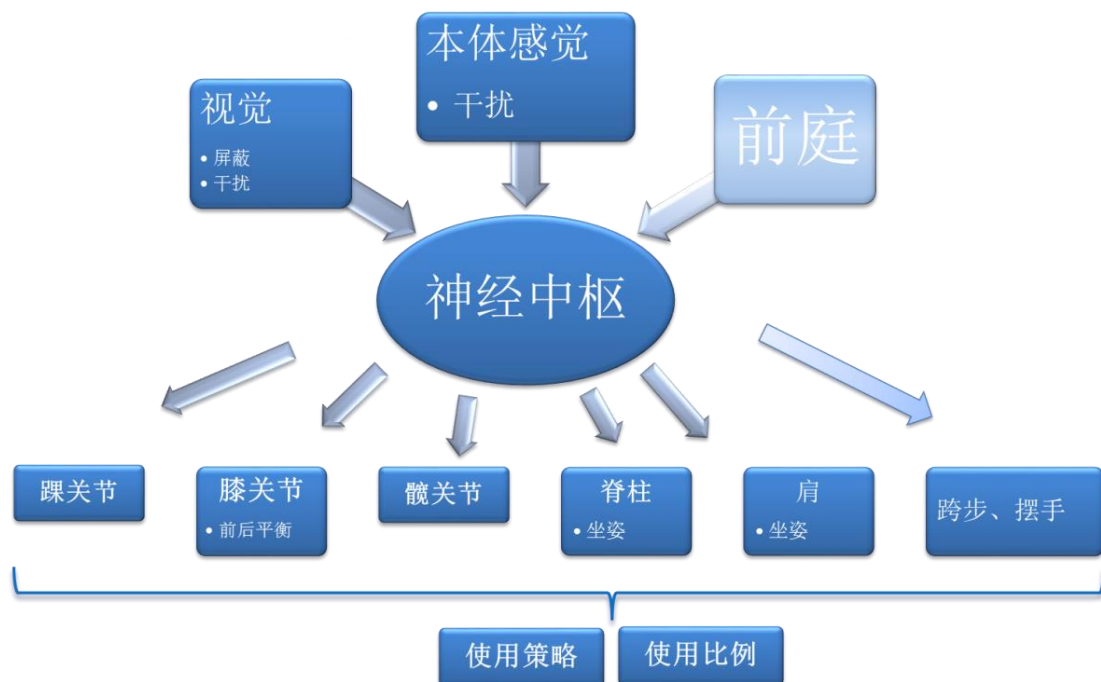 本体感觉
• 干扰
视觉
• 屏蔽
• 干扰
前庭
神经中枢
踝关节
膝关节
• 前后平衡
髋关节
脊柱
• 坐姿
肩
• 坐姿
跨步、摆手
使用策略
使用比例